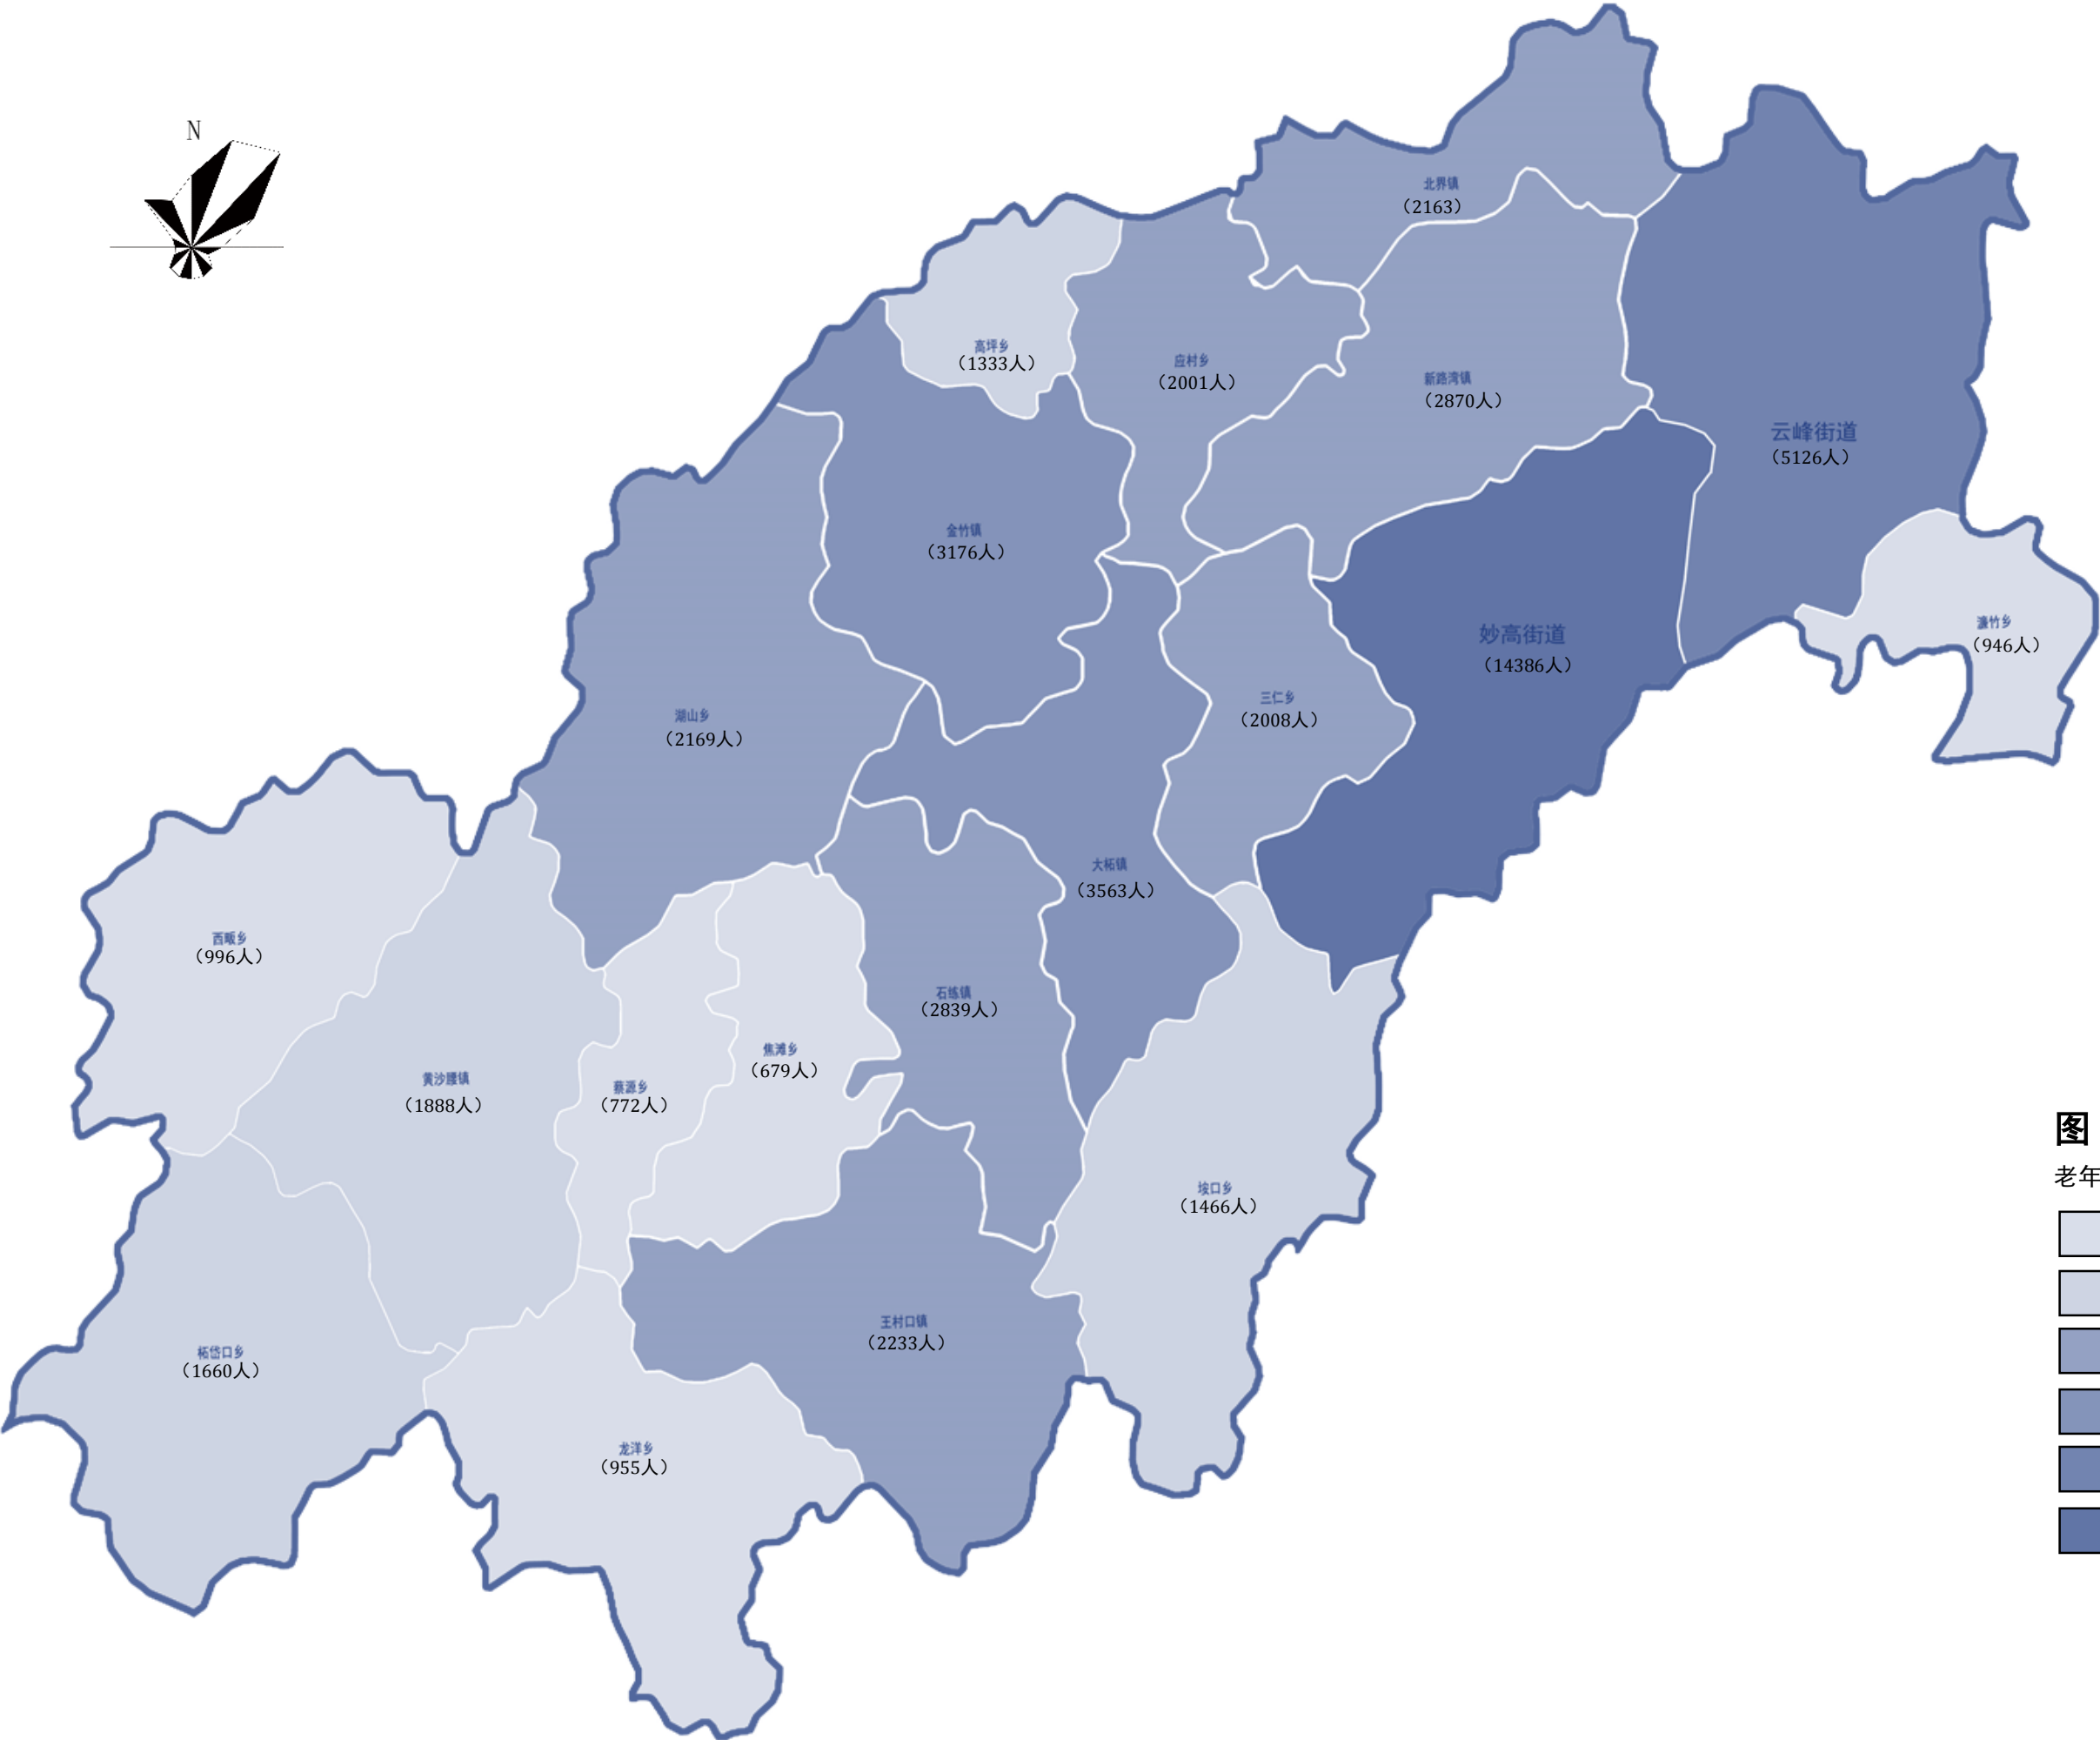 N
北界镇
（2163）
高坪乡
（1333人）
应村乡
（2001人）
新路湾镇
（2870人）
云峰街道
（5126人）
金竹镇
（3176人）
濂竹乡
（946人）
妙高街道
（14386人）
三仁乡
（2008人）
湖山乡
（2169人）
大柘镇
（3563人）
西畈乡
（996人）
石练镇
（2839人）
焦滩乡
（679人）
黄沙腰镇
（1888人）
蔡源乡
（772人）
图
老年
垵口乡
（1466人）
王村口镇
（2233人）
柘岱口乡
（1660人）
龙洋乡
（955人）